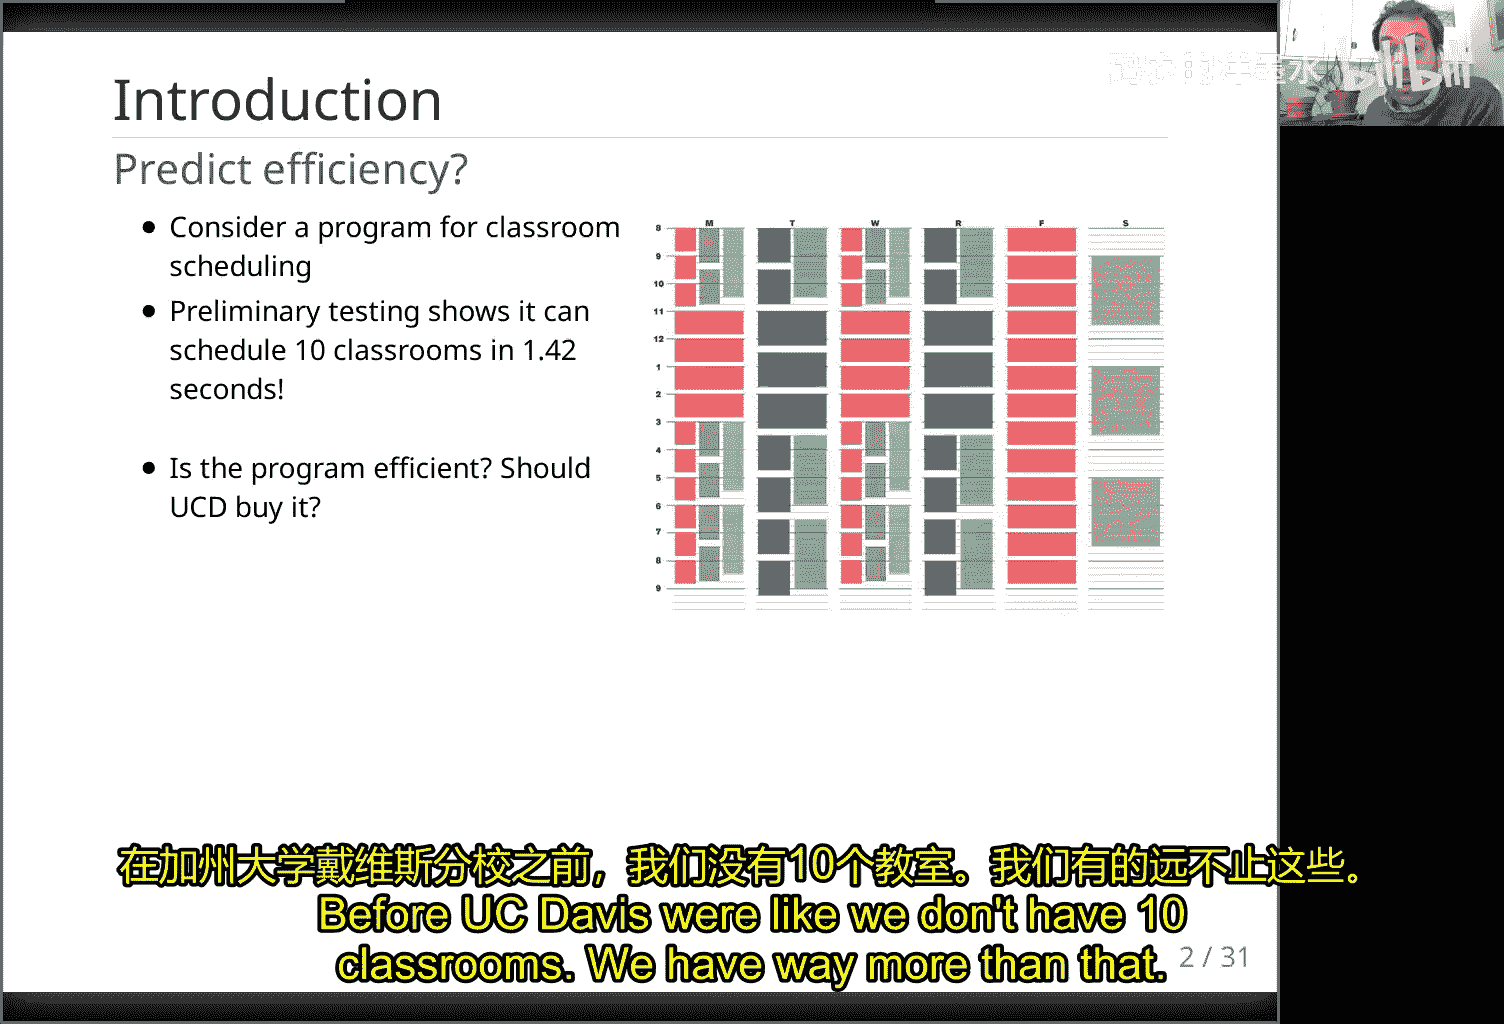 Introduction
Predict efficiency?
Consider a program for classroom
scheduling
Preliminary testing shows it can
schedule 10 classrooms in 1.42
seconds!
Is the program efficient? Should
UCD buy it?
M T W R F S
8
9
10
11
12
1
2
3
4
5
6
7
8
9
bilibili
在加州大学戴维斯分校之前，我们没有10个教室。我们有的远不止这些。
Before UC Davis were like we don't have 10
classrooms. We have way more than that.
2 / 31